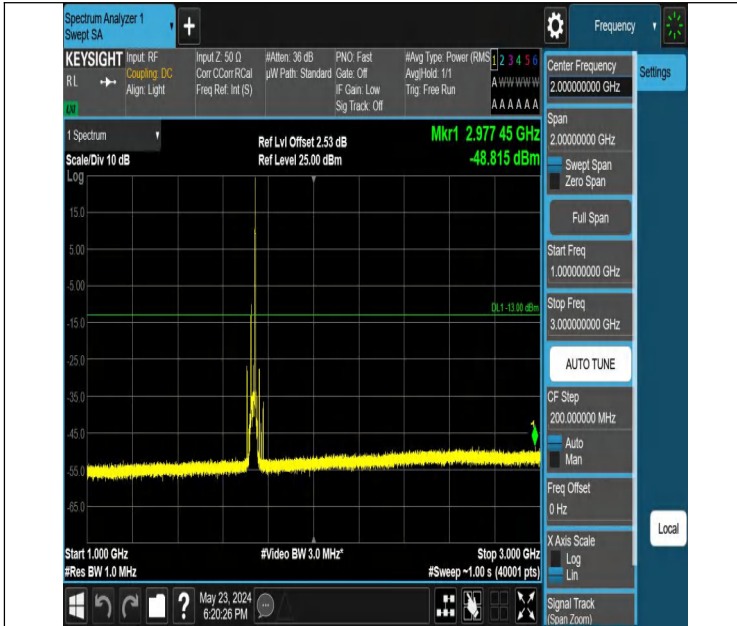 Spectrum Analyzer 1
Swept SA
Frequency
KEYSIGHT
RL
Input: RF
Coupling: DC
Align: Light
Input Z: 50 Ω
Corr CCorr RCal
Freq Ref: Int (S)
#Atten: 36 dB
µW Path: Standard
PNO: Fast
Gate: Off
IF Gain: Low
Sig Track: Off
#Avg Type: Power (RMS
Avg|Hold: 1/1
Trig: Free Run
1 2 3 4 5 6
A W W W W W
A A A A A A
1 Spectrum
Scale/Div 10 dB
Ref Lvl Offset 2.53 dB
Ref Level 25.00 dBm
Mkr1 2.977 45 GHz
-48.815 dBm
Log
15.0
5.00
-5.00
DL1 -13.00 dBm
-15.0
-25.0
-35.0
-45.0
1
-55.0
-65.0
Start 1.000 GHz
#Res BW 1.0 MHz
#Video BW 3.0 MHz*
Stop 3.000 GHz
#Sweep ~1.00 s (40001 pts)
Center Frequency
2.000000000 GHz
Settings
Span
2.00000000 GHz
Swept Span
Zero Span
Full Span
Start Freq
1.000000000 GHz
Stop Freq
3.000000000 GHz
AUTO TUNE
CF Step
200.000000 MHz
Auto
Man
Freq Offset
0 Hz
Local
X Axis Scale
Log
Lin
Signal Track
(Span Zoom)
?
May 23, 2024
6:20:26 PM